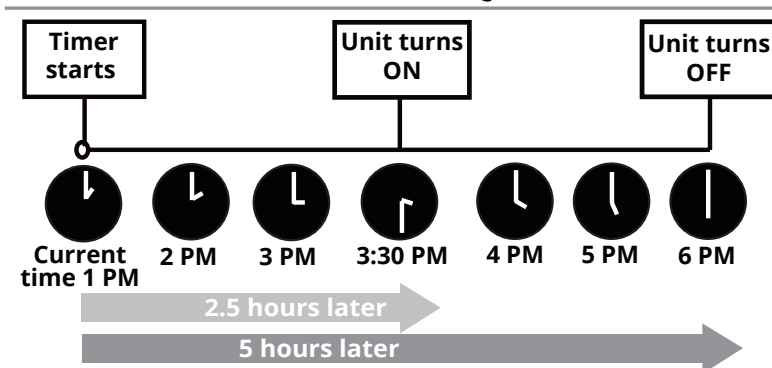 Timer
starts
Unit turns
ON
Unit turns
OFF
Current
time 1 PM
2 PM
3 PM
3:30 PM
4 PM
5 PM
6 PM
2.5 hours later
5 hours later